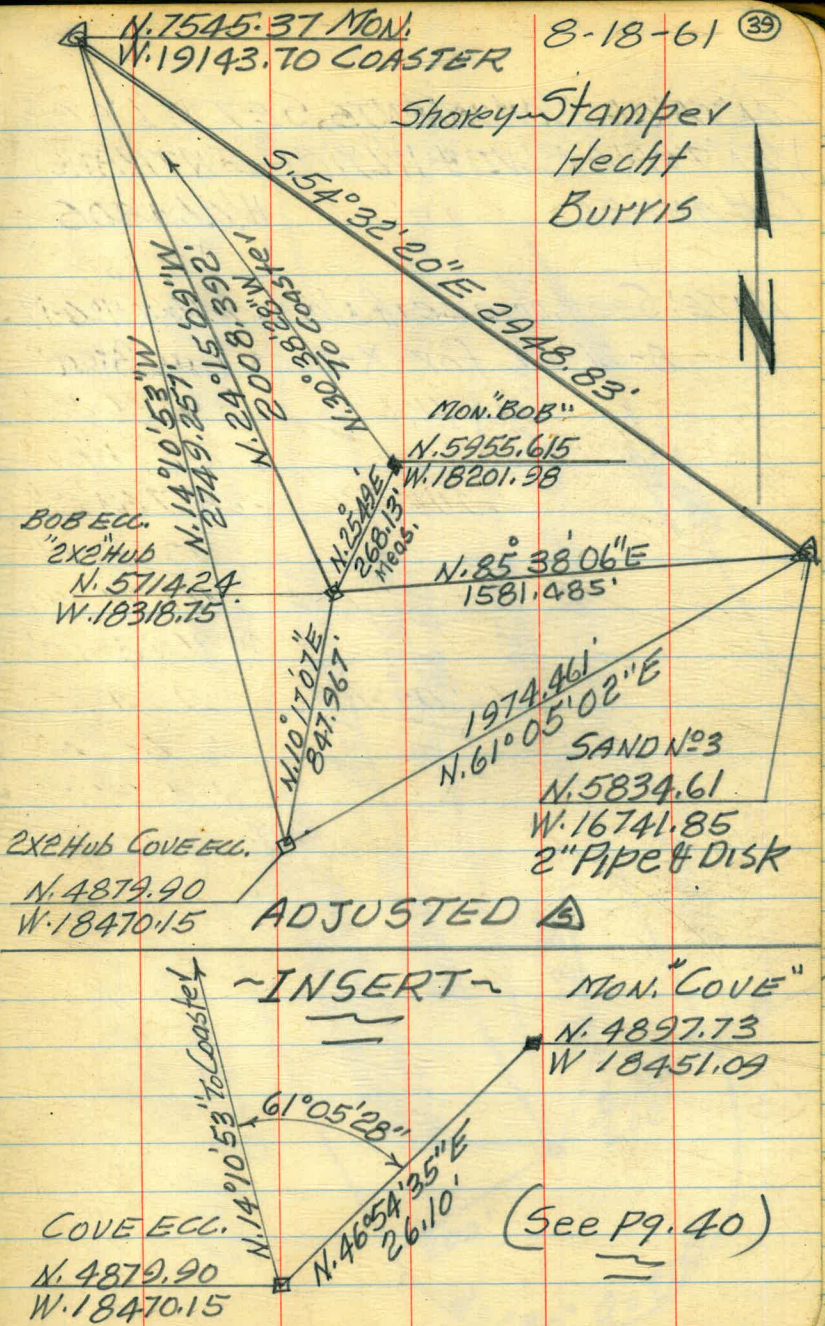 N. 7545.37 MON.
W. 19143.70 COASTER
8-18-61
39
Shorey - Stamper
Hecht
Burris
N
S. 54° 32' 20" E 2948.83'
N. 30° 38' 26" W
To Coaster
N. 24° 15' 09" W
2008.392'
N. 14° 10' 53" W
2749.257'
MON. "BOB"
N. 5955.615
W. 18201.98
N. 25° 49' E
268.13'
Meas.
BOB ECC.
"2X2" Hub
N. 5714.24
W. 18318.75
N. 85° 38' 06" E
1581.485'
N. 10° 17' 07" E
847.967'
1974.461'
N. 61° 05' 02" E
SAND Nº 3
N. 5834.61
W. 16741.85
2" Pipe & DISK
2X2 Hub COVE ECC.
N. 4879.90
W. 18470.15
ADJUSTED
~INSERT~
MON. "COVE"
N. 4897.73
W 18451.09
N. 14° 10' 53" To Coaster
61° 05' 28"
N. 46° 54' 35" E
26.10'
(See Pg. 40)
COVE ECC.
N. 4879.90
W. 18470.15